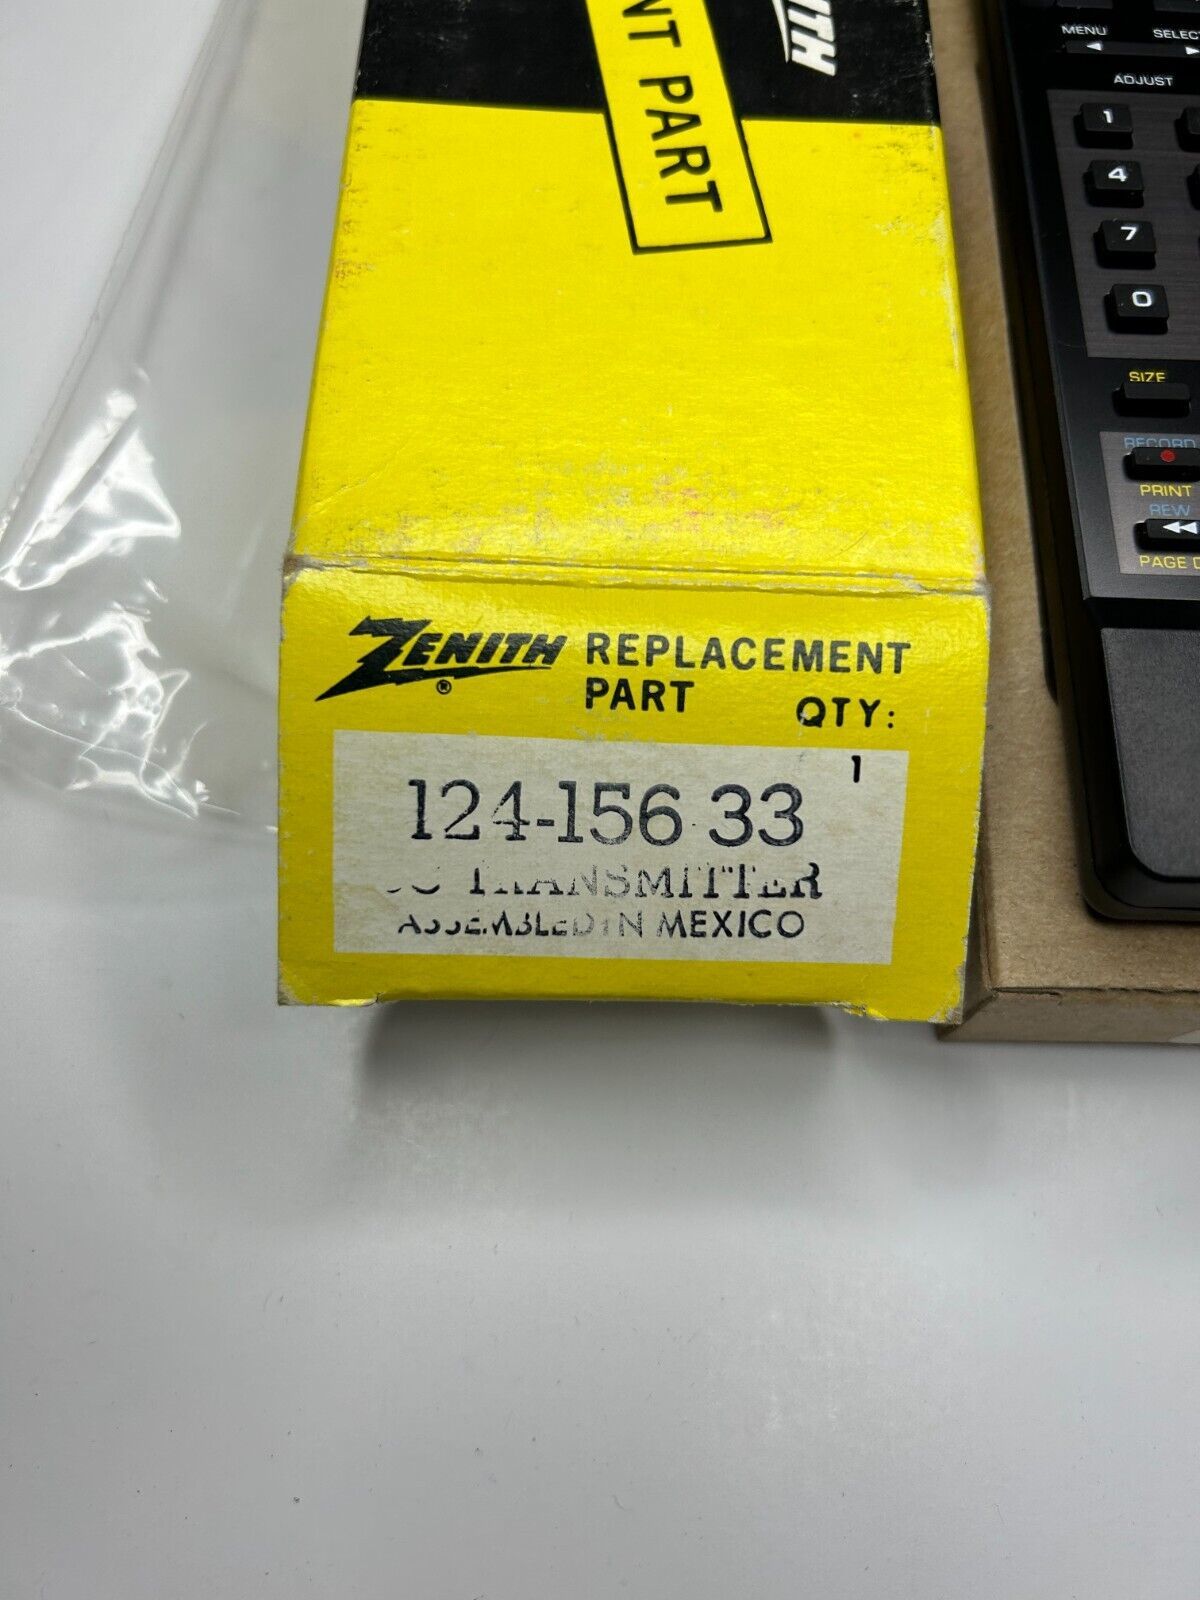 NT PART
ZENITH REPLACEMENT
PART QTY:
1
124-156 33
TRANSMITTER
ASSEMBLED IN MEXICO
MENU SELECT
ADJUST
1
4
7
0
SIZE
RECORD
PRINT
REW
PAGE